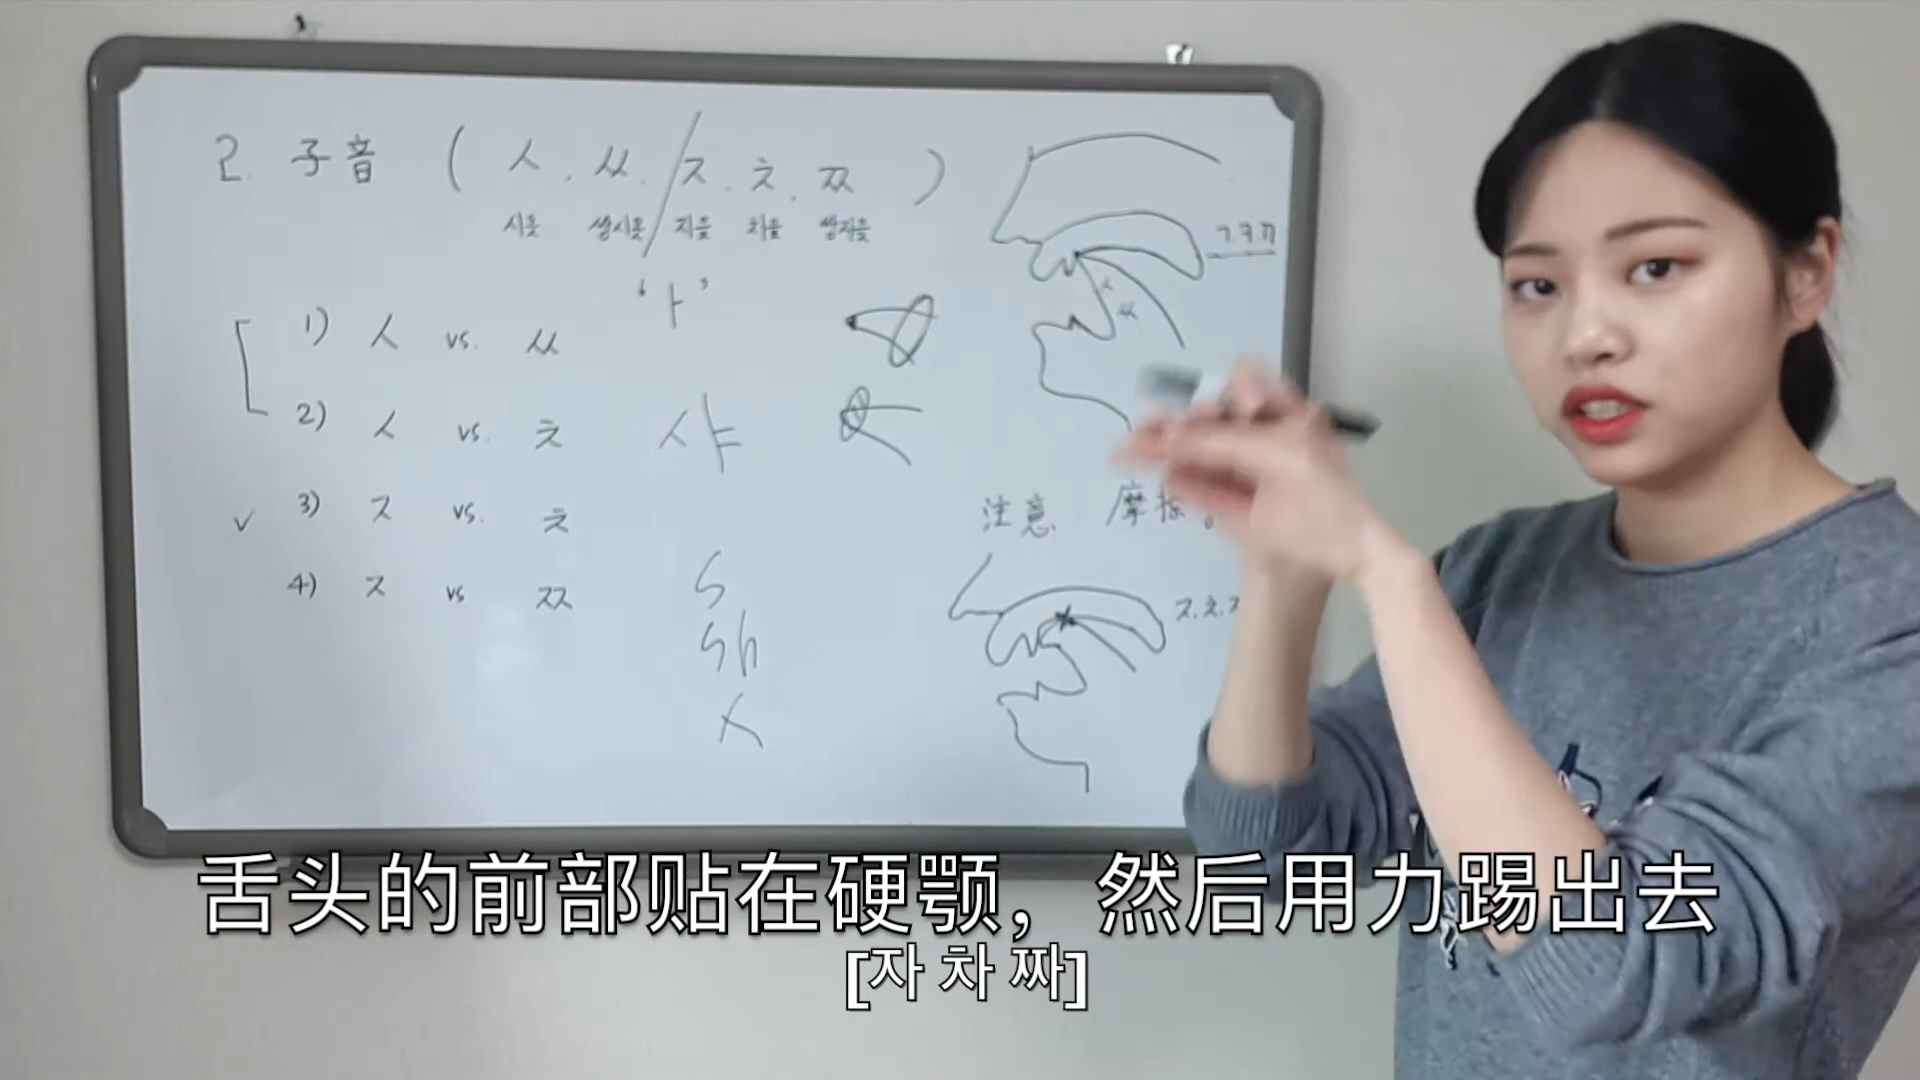 2. 子音 ( ㅅ. ㅆ. / ㅈ. ㅊ. ㅉ )
시옷 쌍시옷 지읒 치읓 쌍지읒
'ㅏ'
ㄱㅋㄲ
ㅅ
ㅆ
1) ㅅ vs. ㅆ
2) ㅅ vs. ㅊ
샤
3) ㅈ vs. ㅊ
4) ㅈ vs ㅉ
S
Sh
X
注意 摩擦
ㅈ.ㅊ.
舌头的前部贴在硬颚，然后用力踢出去
[자 차 짜]